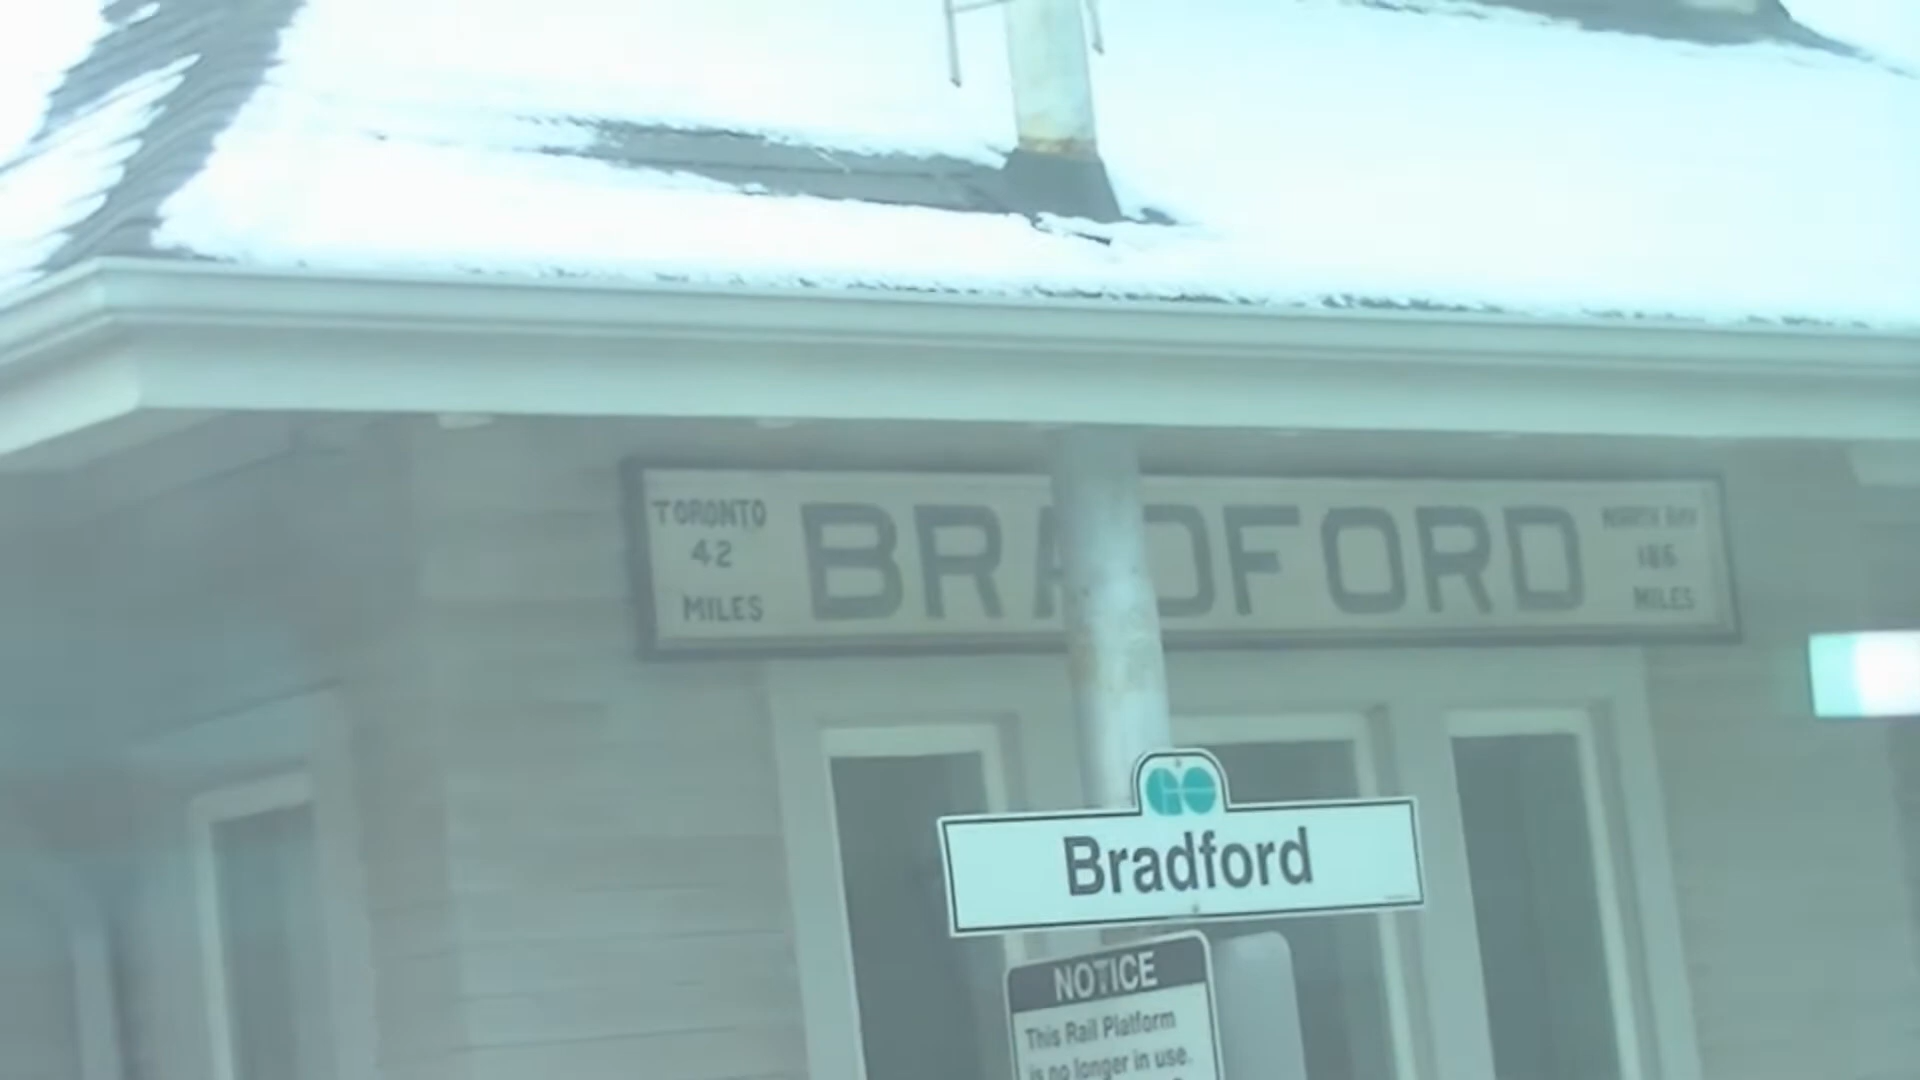 TORONTO
42
MILES
BRADFORD
NORTH BAY
186
MILES
GO
Bradford
NOTICE
This Rail Platform
is no longer in use.